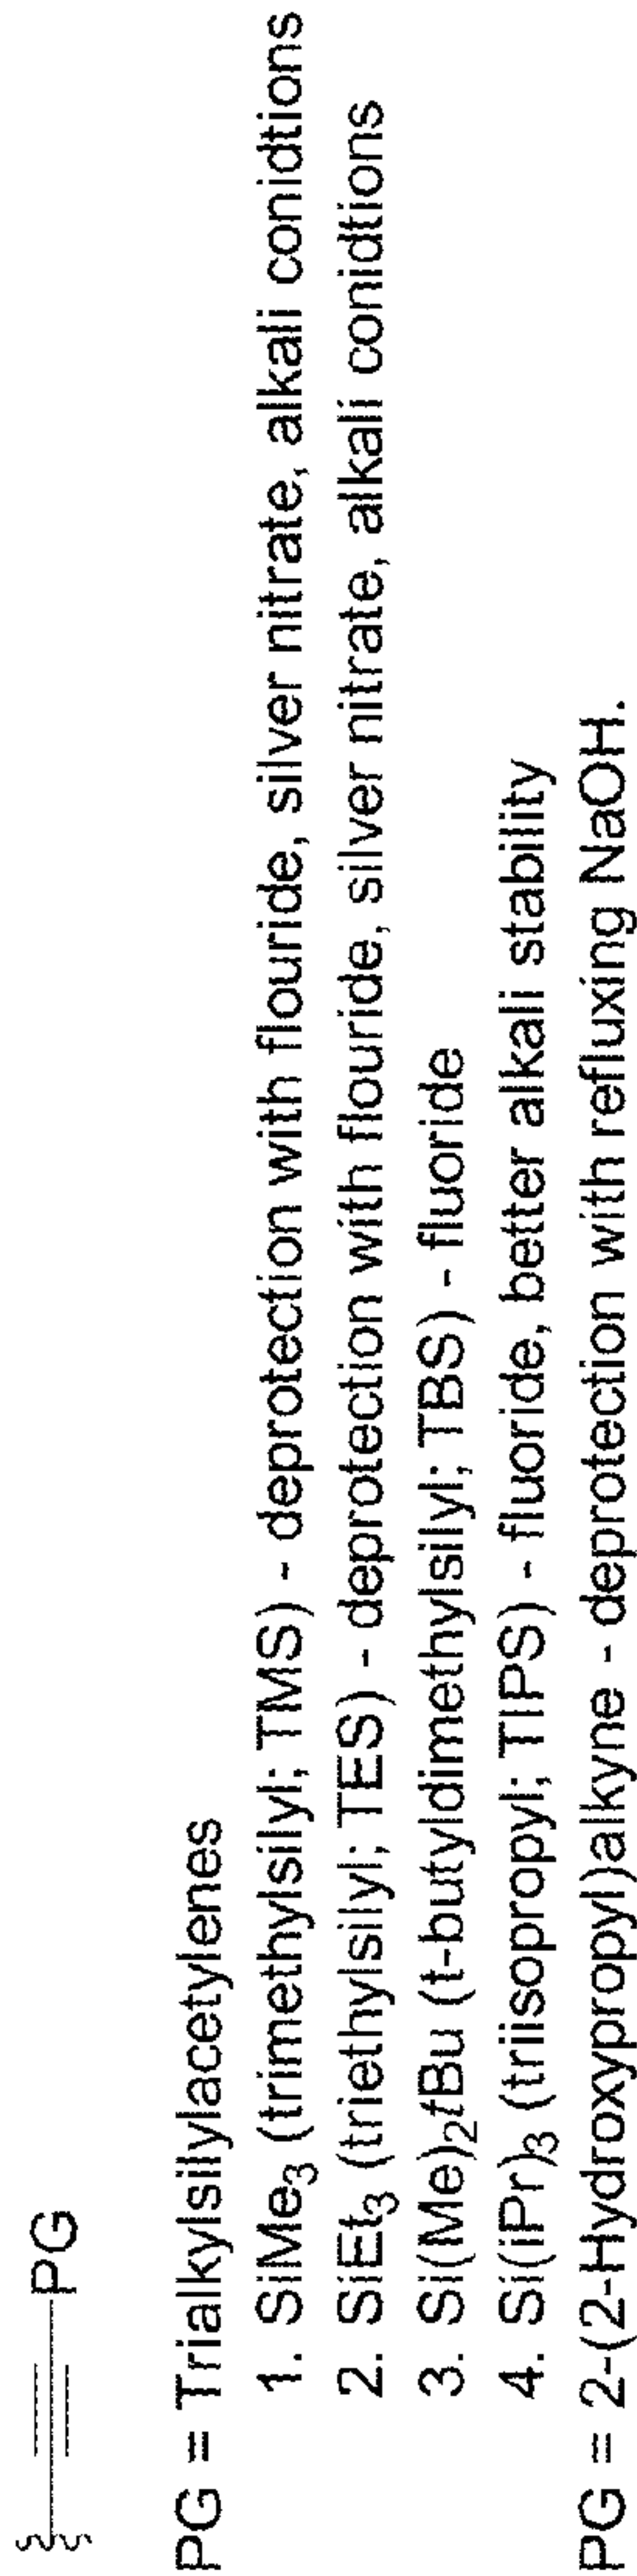 PG
PG = Trialkylsilylacetylenes
1. SiMe₃ (trimethylsilyl; TMS) - deprotection with flouride, silver nitrate, alkali conidtions
2. SiEt₃ (triethylsilyl; TES) - deprotection with flouride, silver nitrate, alkali conidtions
3. Si(Me)₂tBu (t-butyldimethylsilyl; TBS) - fluoride
4. Si(iPr)₃ (triisopropyl; TIPS) - fluoride, better alkali stability
PG = 2-(2-Hydroxypropyl)alkyne - deprotection with refluxing NaOH.